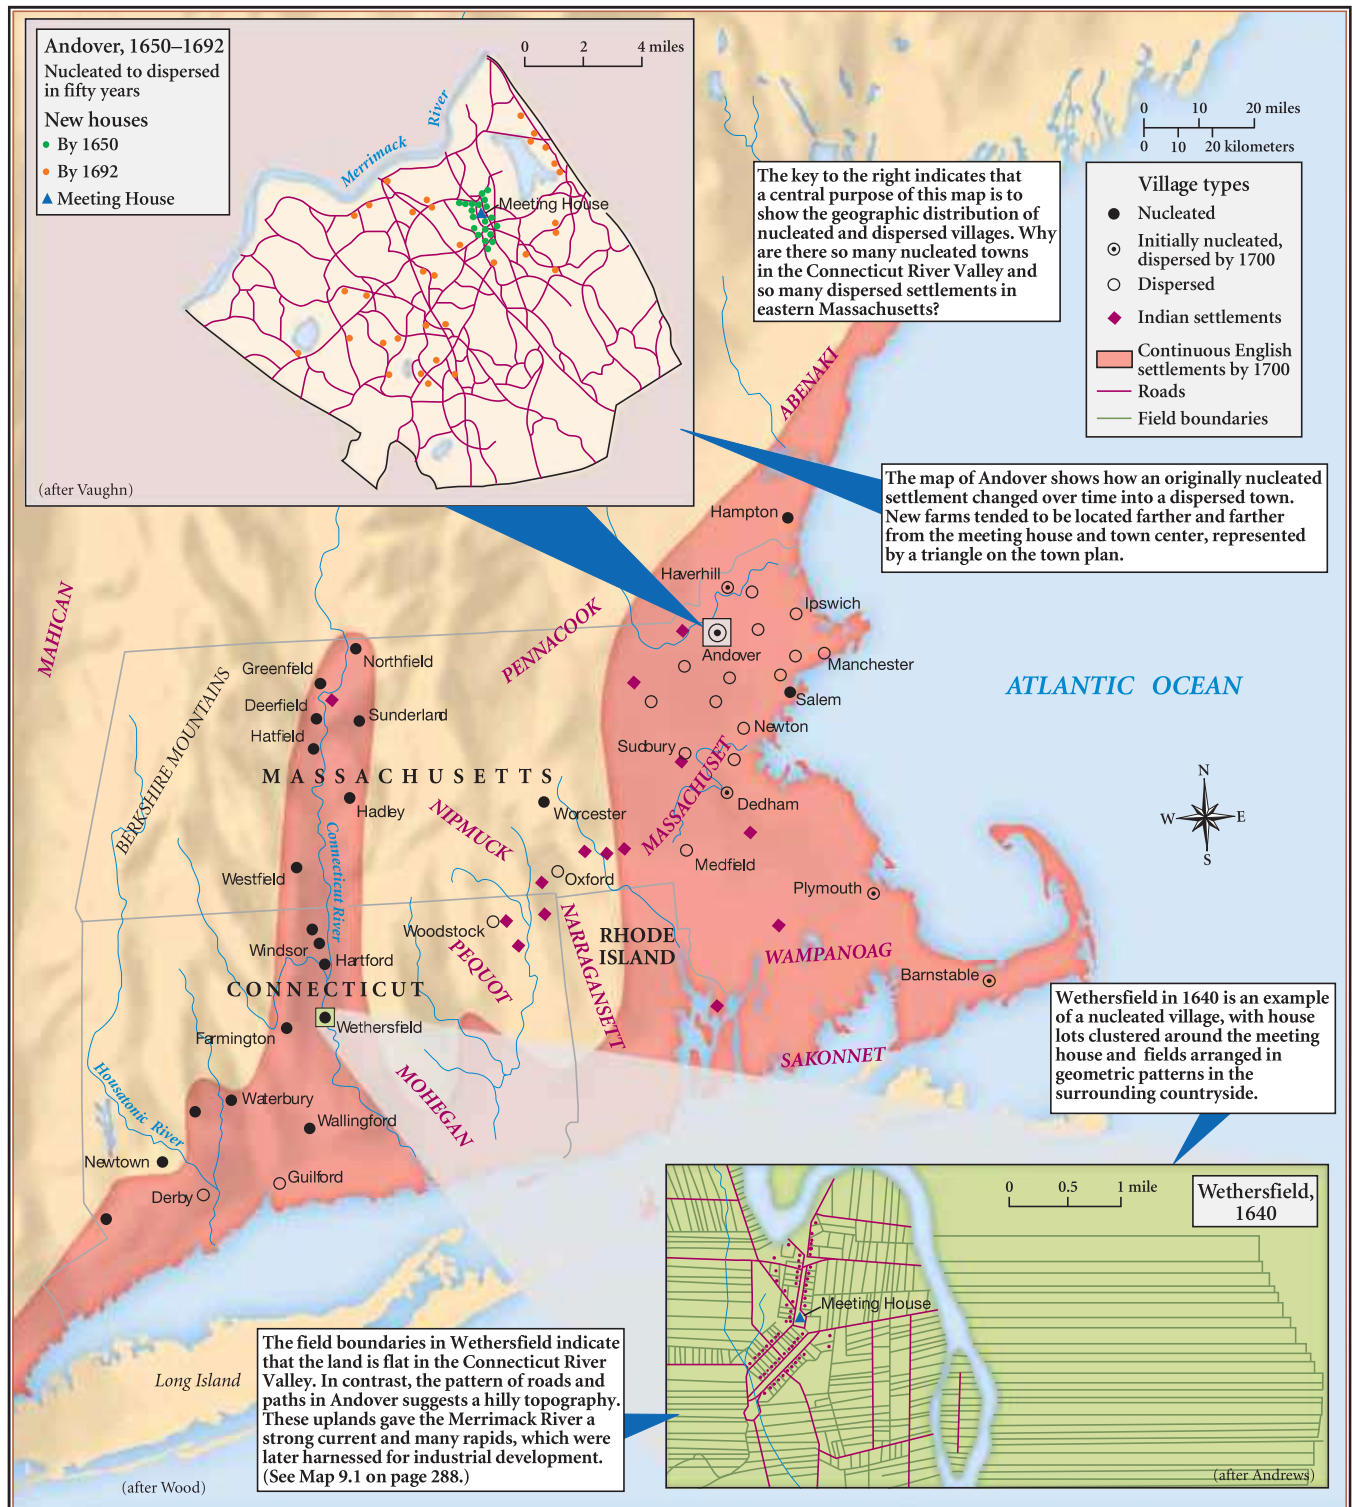 Andover, 1650–1692
Nucleated to dispersed
in fifty years
New houses
By 1650
By 1692
Meeting House
0 2 4 miles
Merrimack River
Meeting House
(after Vaughn)
0 10 20 miles
0 10 20 kilometers
The key to the right indicates that
a central purpose of this map is to
show the geographic distribution of
nucleated and dispersed villages. Why
are there so many nucleated towns
in the Connecticut River Valley and
so many dispersed settlements in
eastern Massachusetts?
Village types
Nucleated
Initially nucleated,
dispersed by 1700
Dispersed
Indian settlements
Continuous English
settlements by 1700
Roads
Field boundaries
The map of Andover shows how an originally nucleated
settlement changed over time into a dispersed town.
New farms tended to be located farther and farther
from the meeting house and town center, represented
by a triangle on the town plan.
ABENAKI
Hampton
Haverhill
Ipswich
MAHICAN
PENNACOOK
Andover
Manchester
Northfield
Greenfeld
Deerfield
Sunderland
Hatfield
BERKSHIRE MOUNTAINS
Salem
ATLANTIC OCEAN
Newton
Sudbury
MASSACHUSETTS
MASSACHUSET
Hadley
NIPMUCK
Worcester
Dedham
N
W
E
S
Connecticut River
Westfield
Oxford
Medfield
Plymouth
Woodstock
NARRAGANSETT
RHODE
ISLAND
WAMPANOAG
Windsor
Hartford
PEQUOT
Barnstable
CONNECTICUT
Wethersfield
Farmington
SAKONNET
MOHEGAN
Housatonic River
Waterbury
Wallingford
Newtown
Guilford
Derby
Wethersfield in 1640 is an example
of a nucleated village, with house
lots clustered around the meeting
house and fields arranged in
geometric patterns in the
surrounding countryside.
0 0.5 1 mile
Wethersfield,
1640
Meeting House
(after Andrews)
The field boundaries in Wethersfield indicate
that the land is flat in the Connecticut River
Valley. In contrast, the pattern of roads and
paths in Andover suggests a hilly topography.
These uplands gave the Merrimack River a
strong current and many rapids, which were
later harnessed for industrial development.
(See Map 9.1 on page 288.)
Long Island
(after Wood)